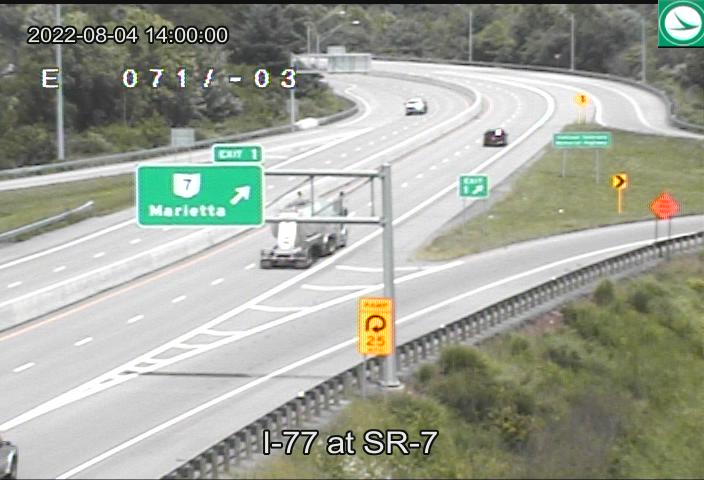 2022-08-04 14:00:00
E 071/-03
EXIT 1
7
Marietta
EXIT
1
RAMP
25
I-77 at SR-7